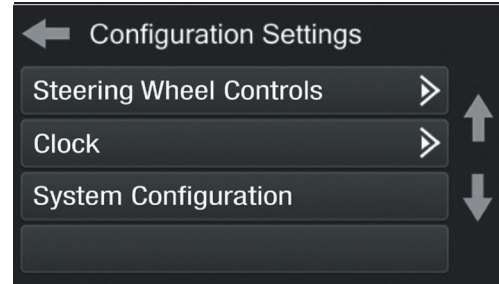 Configuration Settings
Steering Wheel Controls
Clock
System Configuration